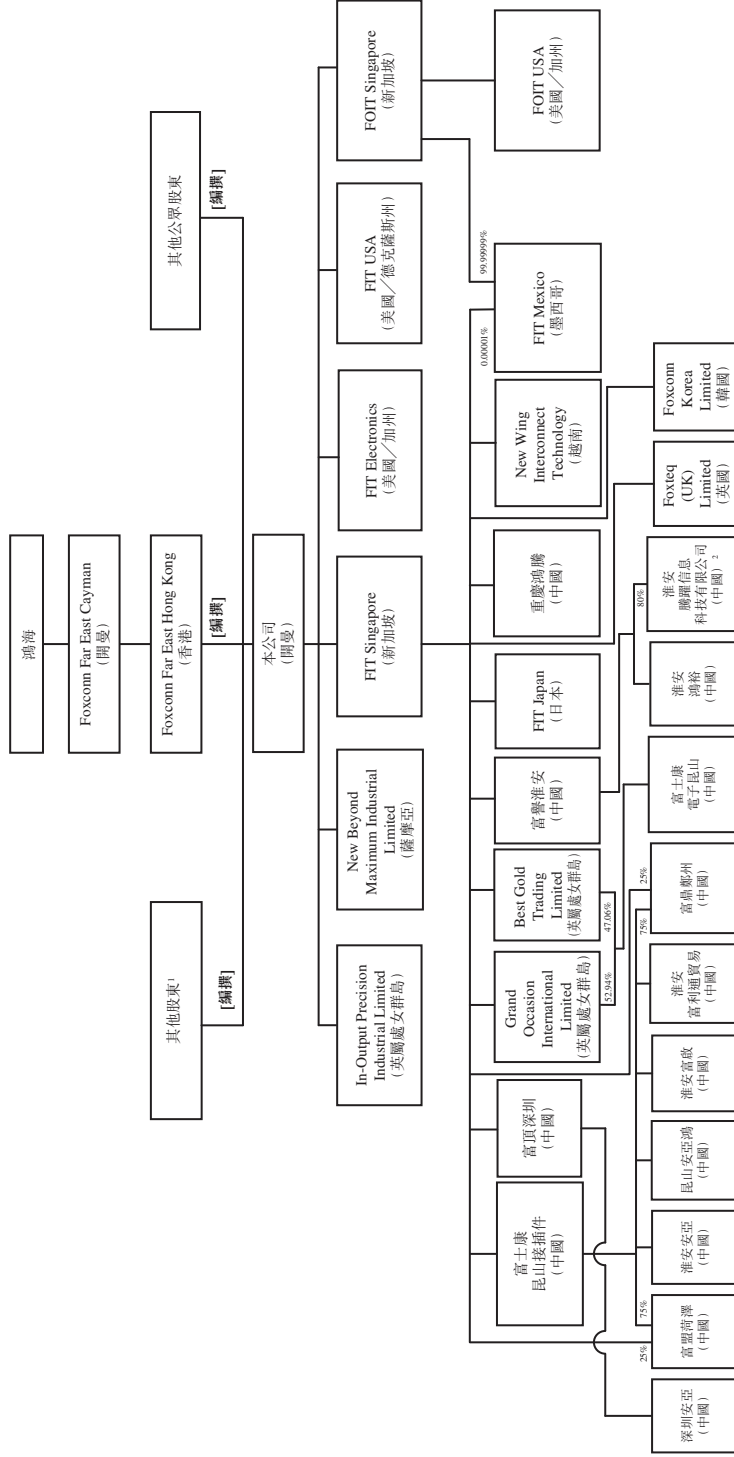 鴻海
Foxconn Far East Cayman
(開曼)
其他股東1
Foxconn Far East Hong Kong
(香港)
其他公眾股東
[編撰]
[編撰]
[編撰]
本公司
(開曼)
In-Output Precision
Industrial Limited
(英屬處女群島)
New Beyond
Maximum Industrial
Limited
(薩摩亞)
FIT Singapore
(新加坡)
FIT Electronics
(美國/加州)
FIT USA
(美國/德克薩斯州)
FOIT Singapore
(新加坡)
0.00001%
99.99999%
富士康
昆山接插件
(中國)
富頂深圳
(中國)
Grand
Occasion
International
Limited
(英屬處女群島)
Best Gold
Trading
Limited
(英屬處女群島)
富譽淮安
(中國)
FIT Japan
(日本)
重慶鴻騰
(中國)
New Wing
Interconnect
Technology
(越南)
FIT Mexico
(墨西哥)
FOIT USA
(美國/加州)
52.94%
47.06%
25%
75%
75%
25%
80%
深圳安亞
(中國)
富盟菏澤
(中國)
淮安安亞
(中國)
昆山安亞鴻
(中國)
淮安富啟
(中國)
淮安
富利通貿易
(中國)
富鼎鄭州
(中國)
富士康
電子昆山
(中國)
淮安
鴻裕
(中國)
淮安
騰躍信息
科技有限公司
(中國)2
Foxteq
(UK)
Limited
(英國)
Foxconn
Korea
Limited
(韓國)